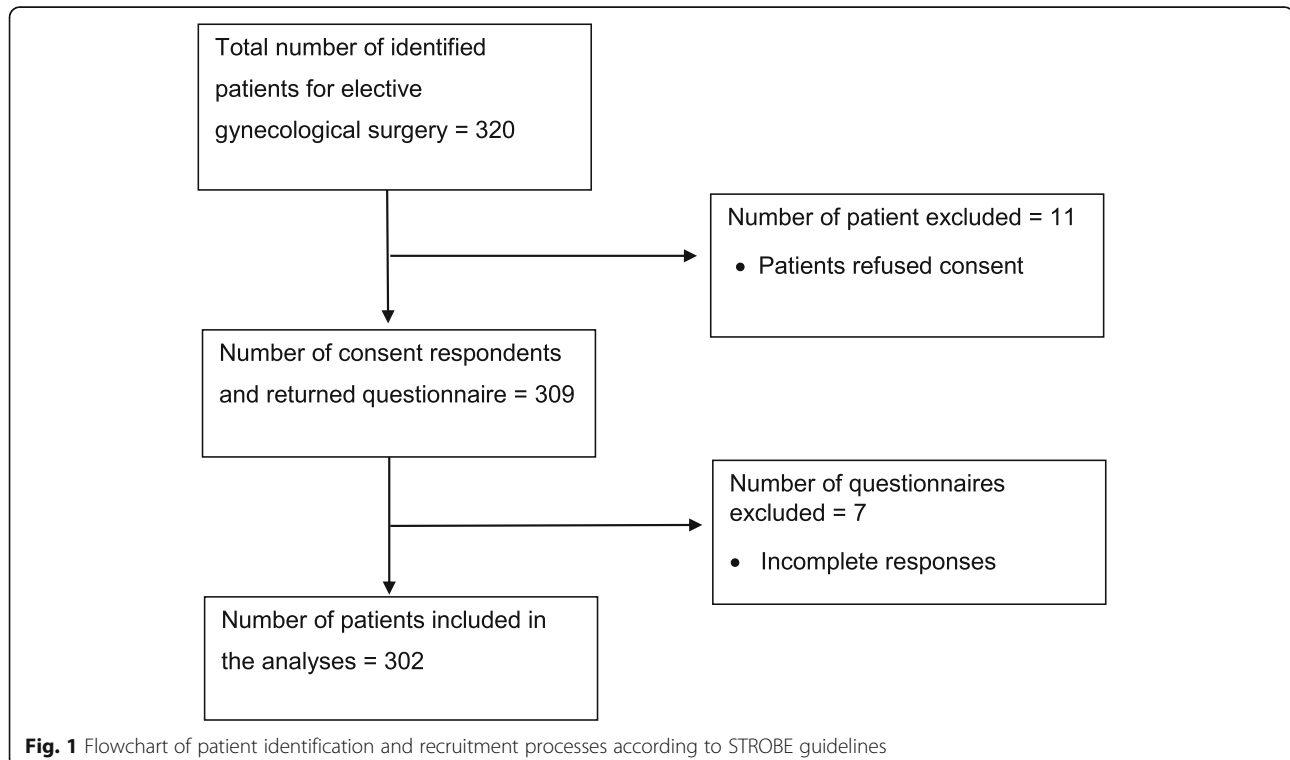 Total number of identified
patients for elective
gynecological surgery = 320
Number of patient excluded = 11
• Patients refused consent
Number of consent respondents
and returned questionnaire = 309
Number of questionnaires
excluded = 7
• Incomplete responses
Number of patients included in
the analyses = 302
Fig. 1 Flowchart of patient identification and recruitment processes according to STROBE guidelines